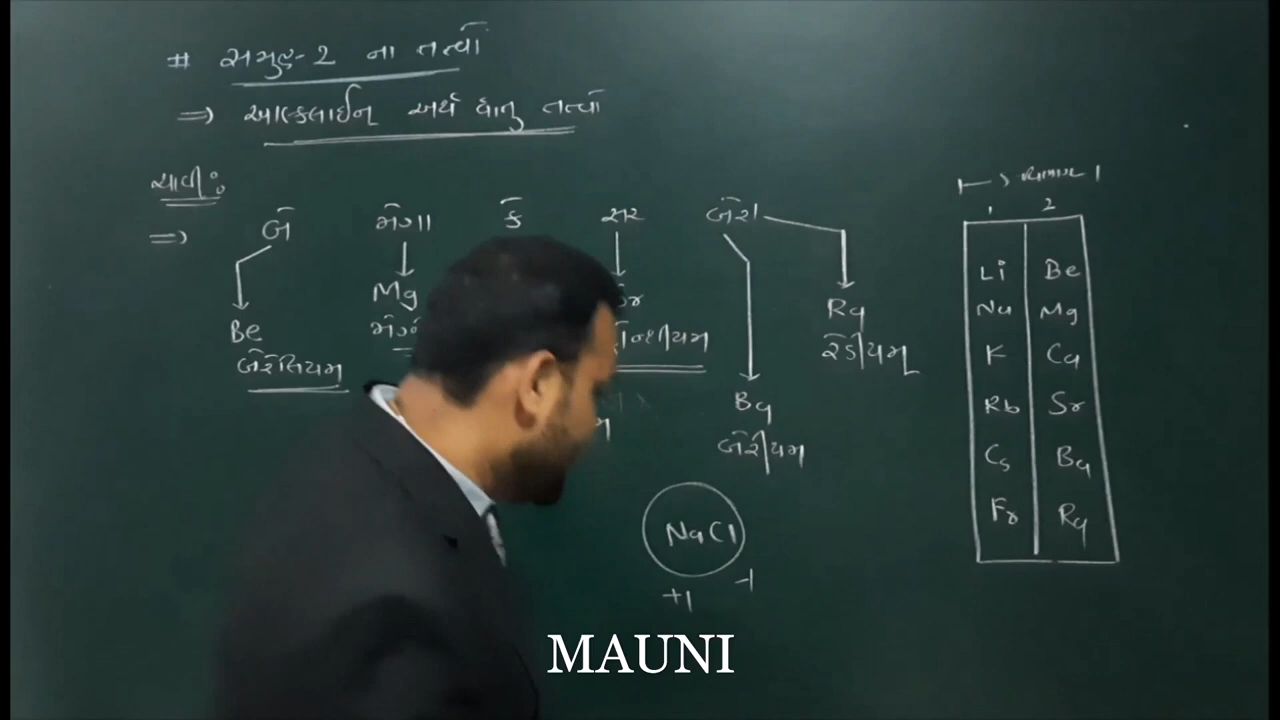 # સમુહ-2 ના તત્વો
⇒ આલ્કલાઈન અર્થ ધાતુ તત્વો
ચાવી:
⇒ બે મેગા કે સર બેરા
Be
બેરેલિયમ
Mg
Sr
Ba
બેરીયમ
Ra
રેડીયમ
NaCl
+1 -1
1 2
Li Be
Na Mg
K Ca
Rb Sr
Cs Ba
Fr Ra
MAUNI